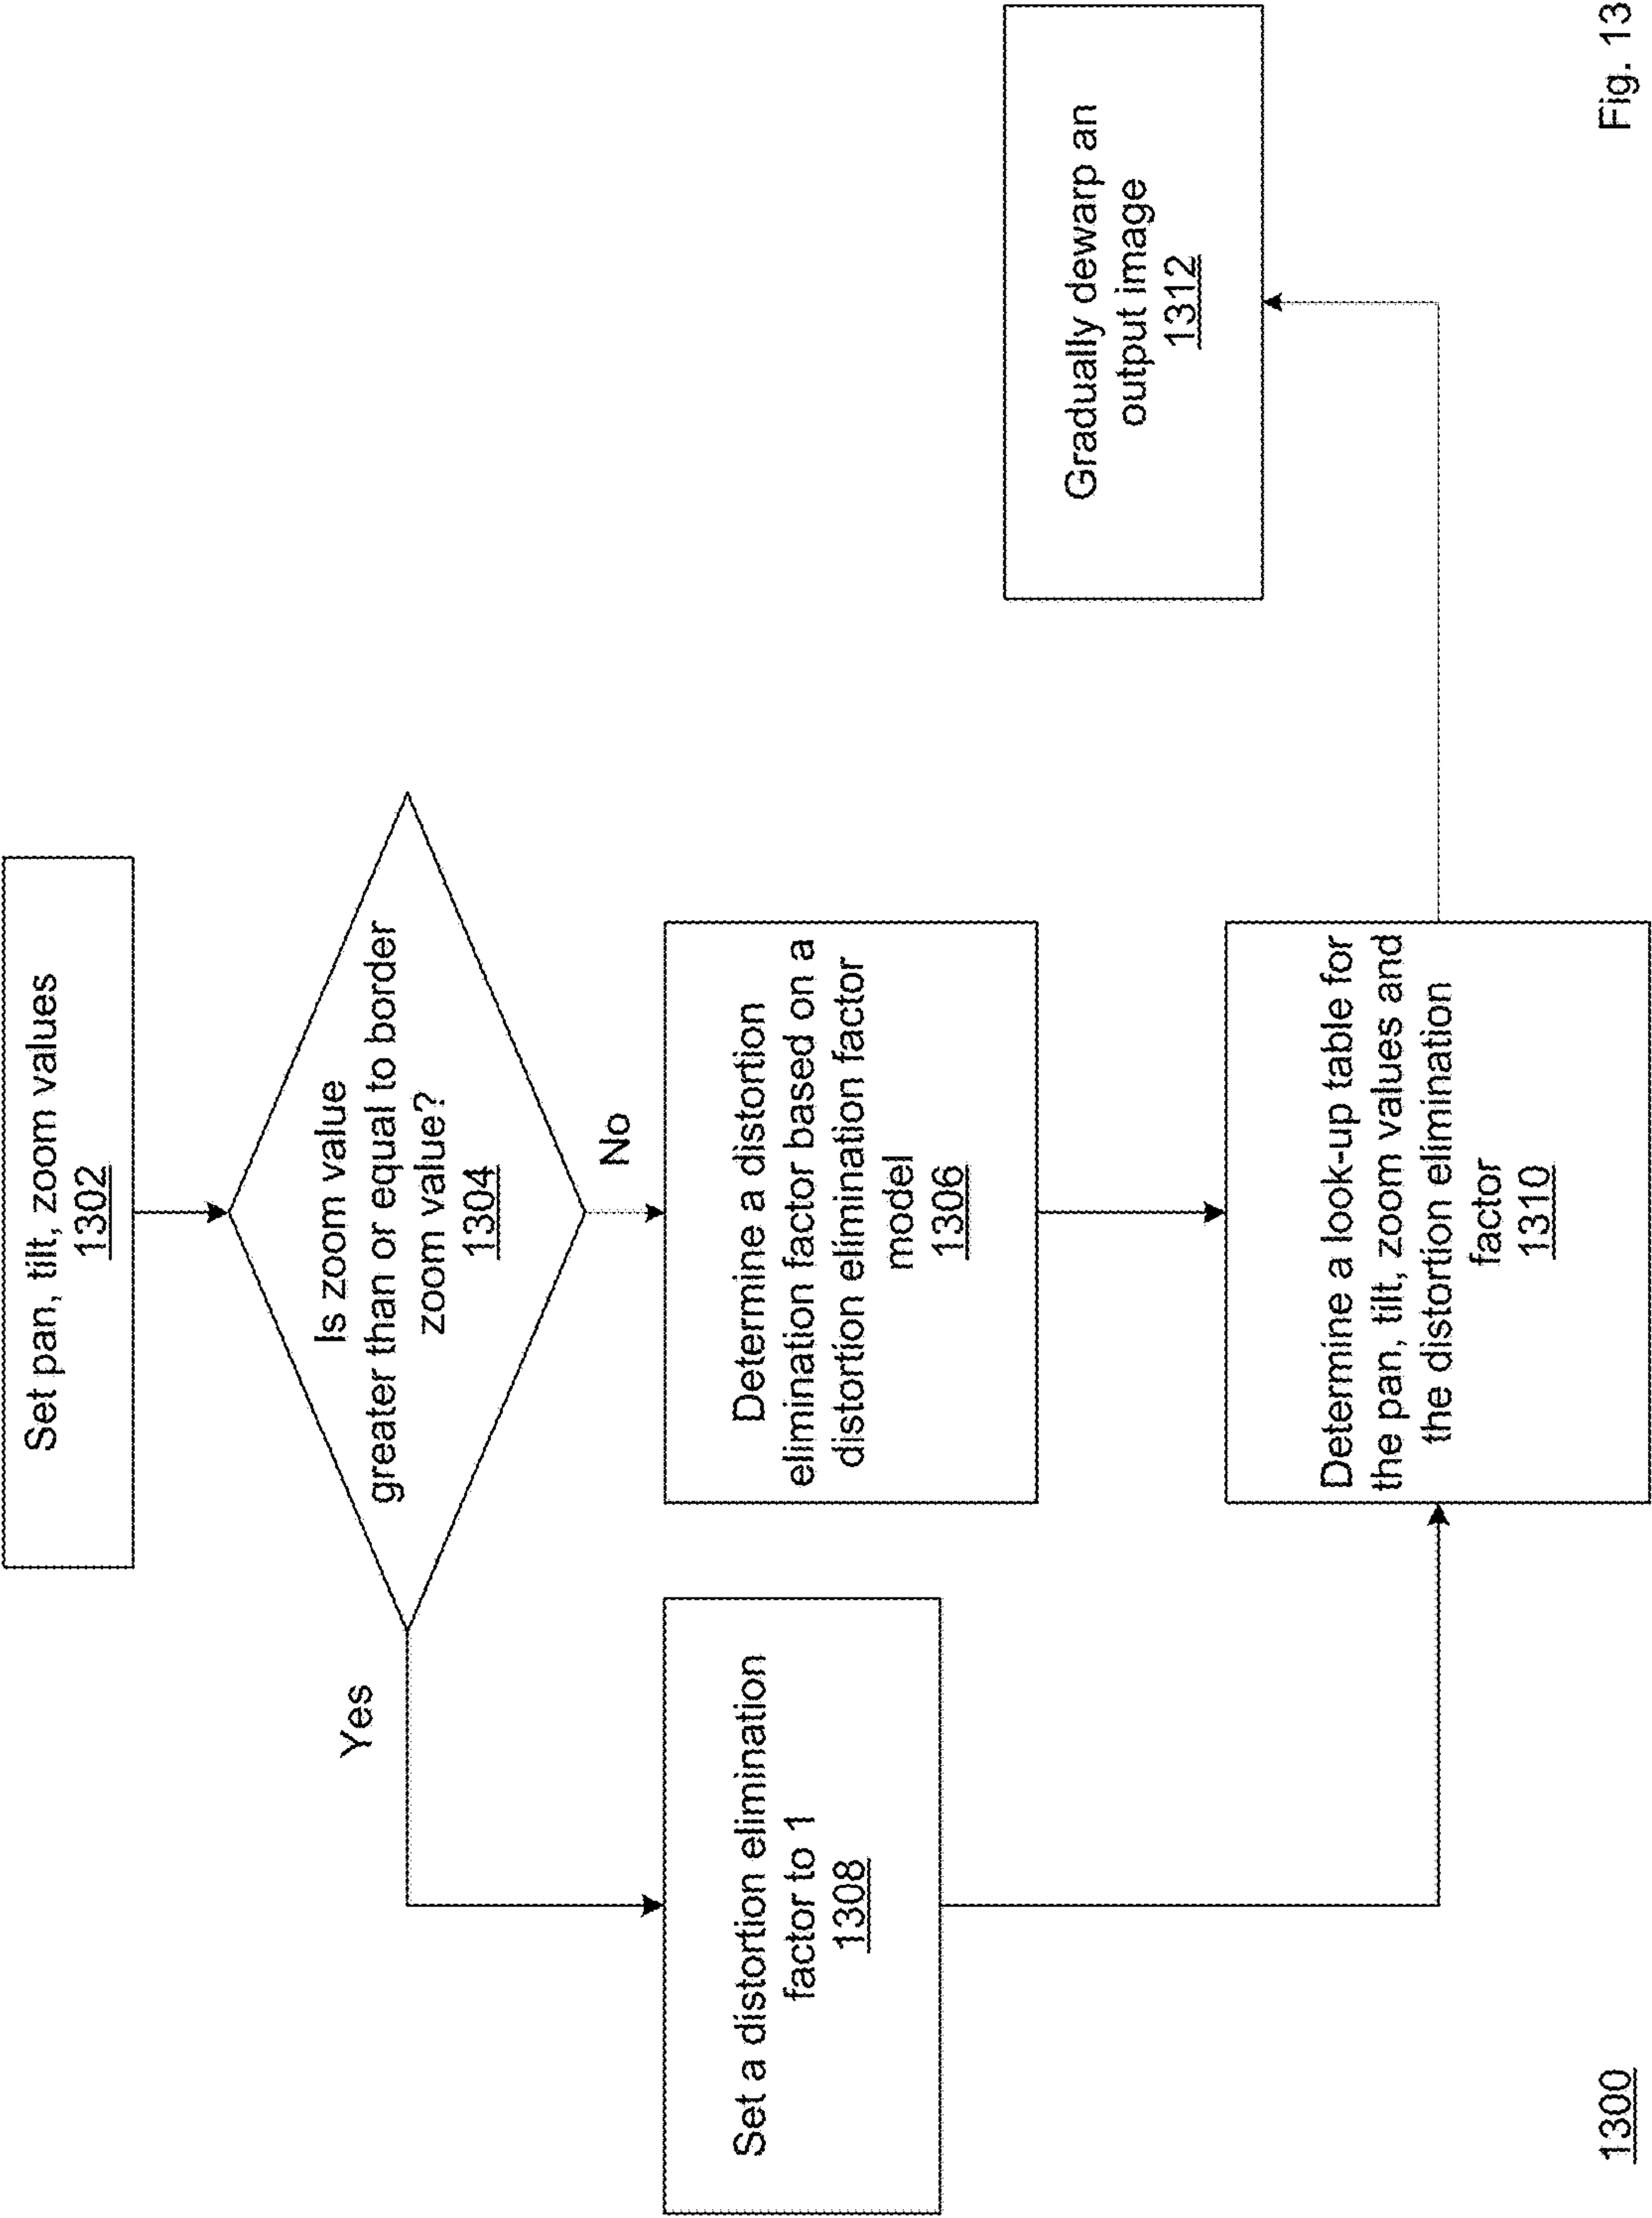 Set pan, tilt, zoom values
1302
Is zoom value
greater than or equal to border
zoom value?
1304
Yes
No
Set a distortion elimination
factor to 1
1308
Determine a distortion
elimination factor based on a
distortion elimination factor
model
1306
Determine a look-up table for
the pan, tilt, zoom values and
the distortion elimination
factor
1310
Gradually dewarp an
output image
1312
1300
Fig. 13